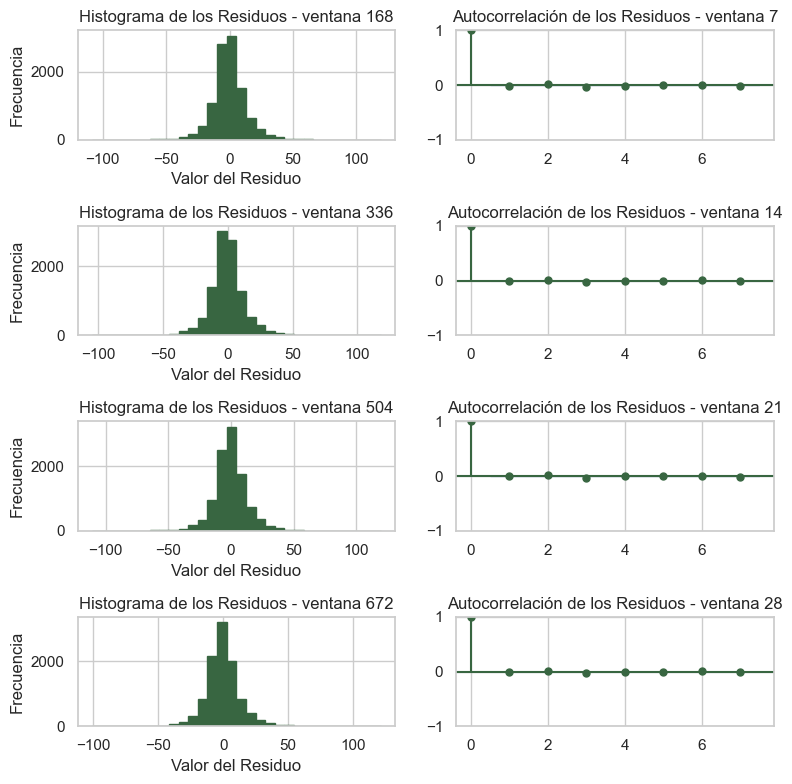 Histograma de los Residuos - ventana 168
Frecuencia
2000
0
−100 −50 0 50 100
Valor del Residuo
Autocorrelación de los Residuos - ventana 7
1
0
−1
0 2 4 6
Histograma de los Residuos - ventana 336
Frecuencia
2000
0
−100 −50 0 50 100
Valor del Residuo
Autocorrelación de los Residuos - ventana 14
1
0
−1
0 2 4 6
Histograma de los Residuos - ventana 504
Frecuencia
2000
0
−100 −50 0 50 100
Valor del Residuo
Autocorrelación de los Residuos - ventana 21
1
0
−1
0 2 4 6
Histograma de los Residuos - ventana 672
Frecuencia
2000
0
−100 −50 0 50 100
Valor del Residuo
Autocorrelación de los Residuos - ventana 28
1
0
−1
0 2 4 6